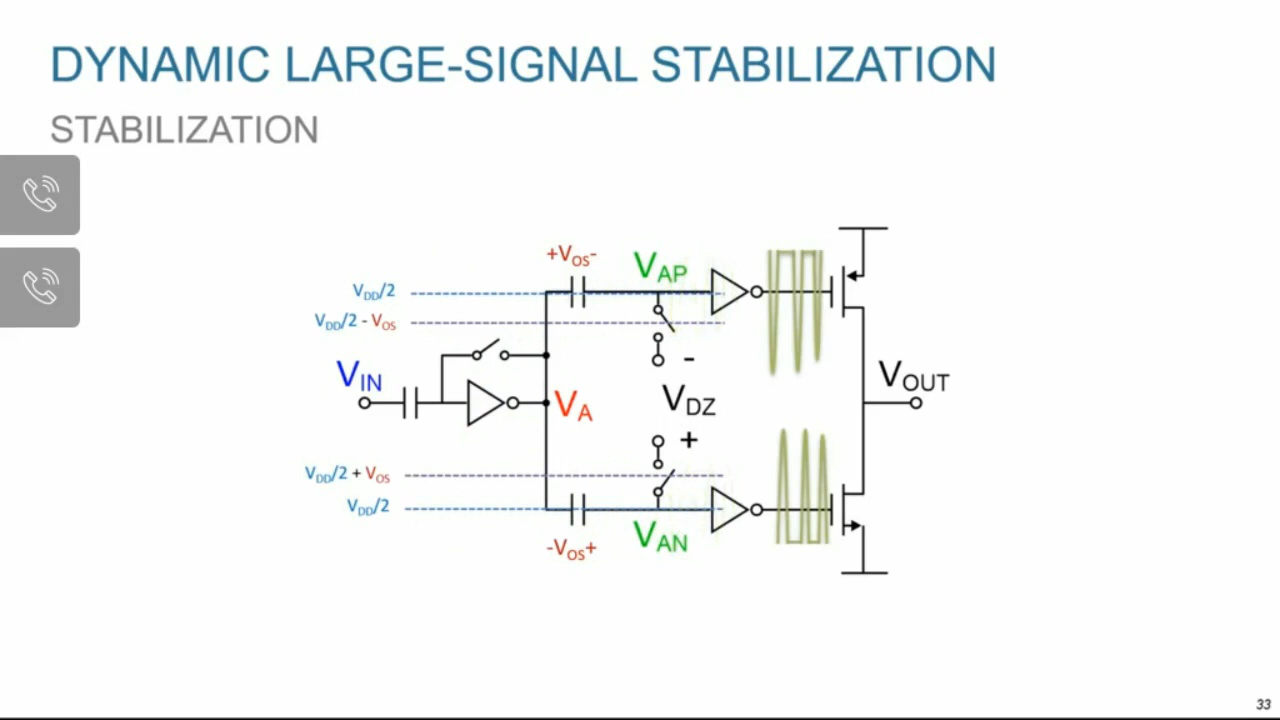 DYNAMIC LARGE-SIGNAL STABILIZATION
STABILIZATION
+VOS-
VAP
VDD/2
VDD/2 - VOS
VIN
VA
-
VDZ
+
VOUT
VDD/2 + VOS
VDD/2
VAN
-VOS+
33